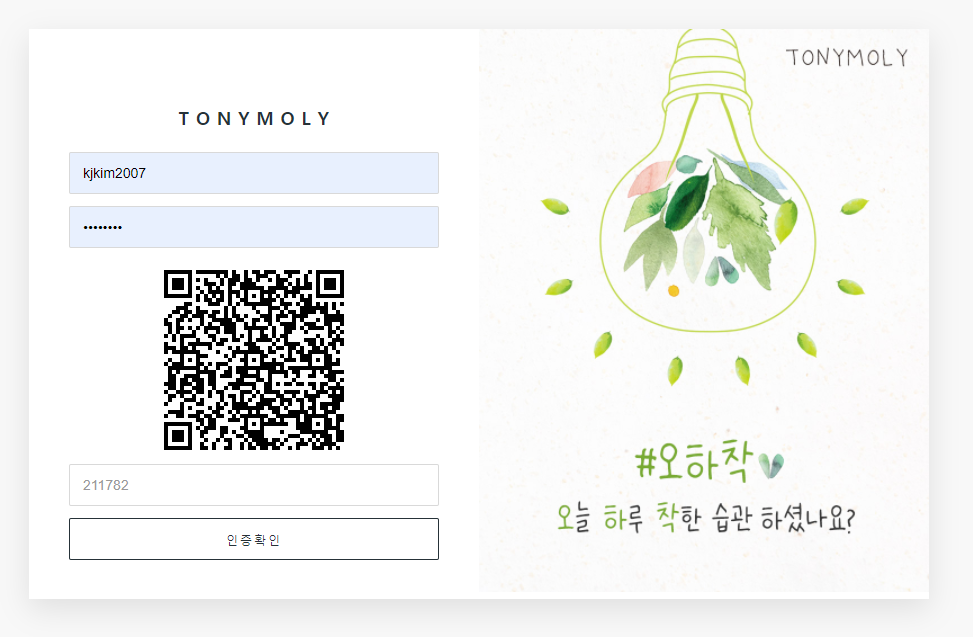 TONYMOLY
kjkim2007
••••••••
211782
인증확인
TONYMOLY
#오하착
오늘 하루 착한 습관 하셨나요?